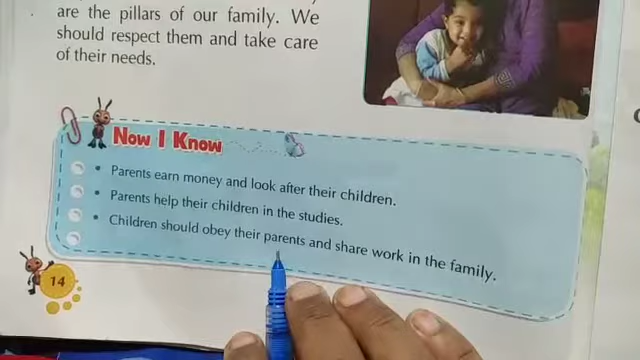 are the pillars of our family. We
should respect them and take care
of their needs.
Now I Know
• Parents earn money and look after their children.
• Parents help their children in the studies.
• Children should obey their parents and share work in the family.
14